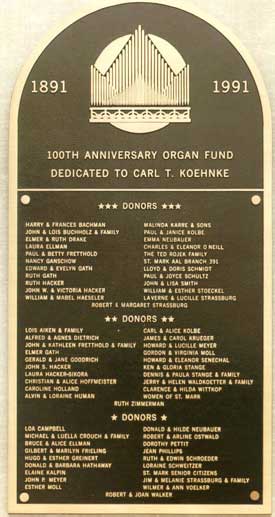 1891 1991
100TH ANNIVERSARY ORGAN FUND
DEDICATED TO CARL T. KOEHNKE
★★★ DONORS ★★★
HARRY & FRANCES BACHMAN
JOHN & LOIS BUCHHOLZ & FAMILY
ELMER & RUTH DRAKE
LAURA ELLMAN
PAUL & BETTY FRETTHOLD
NANCY GANSCHOW
EDWARD & EVELYN GATH
RUTH GATH
RUTH HACKER
JOHN W. & VICTORIA HACKER
WILLIAM & MABEL HAESELER
MALINDA KARRE & SONS
PAUL & JANICE KOLBE
EMMA NEUBAUER
CHARLES & ELEANOR O'NEILL
THE TED ROJEK FAMILY
ST. MARK AAL BRANCH 391
LLOYD & DORIS SCHMIDT
PAUL & JOYCE SCHULTZ
JOHN & LISA SMITH
WILLIAM & ESTHER STOECKEL
LAVERNE & LUCILLE STRASSBURG
ROBERT & MARGARET STRASSBURG
★★ DONORS ★★
LOIS AIKEN & FAMILY
ALFRED & AGNES DIETRICH
JOHN & KATHLEEN FRETTHOLD & FAMILY
ELMER GATH
GERALD & JANE GOODRICH
JOHN S. HACKER
LAURA HACKER-SIKORA
CHRISTIAN & ALICE HOFFMEISTER
CAROLINE HOLLAND
ALVIN & LORAINE HUMAN
CARL & ALICE KOLBE
JAMES & CAROL KRUEGER
HOWARD & LUCILLE MEYER
GORDON & VIRGINIA MOLL
HOWARD & ELEANOR SENECHAL
KEN & GLORIA STANGE
DENNIS & PAULA STANGE & FAMILY
JERRY & HELEN WALDKOETTER & FAMILY
CLARENCE & HILDA WITTKOP
WOMEN OF ST. MARK
RUTH ZIMMERMAN
★ DONORS ★
LOA CAMPBELL
MICHAEL & LUELLA CROUCH & FAMILY
BRUCE & ALICE ELLMAN
GILBERT & MARILYN FRIELING
HUGO & ESTHER GREINERT
DONALD & BARBARA HATHAWAY
ELAINE KALPIN
JOHN P. MEYER
ESTHER MOLL
DONALD & HILDE NEUBAUER
ROBERT & ARLINE OSTWALD
DOROTHY PETTIT
JEAN PHILLIPS
RUTH & EDWIN SCHROEDER
LORAINE SCHWEITZER
ST. MARK SENIOR CITIZENS
JIM & MELANIE STRASSBURG & FAMILY
WILMER & ANN VOELKER
ROBERT & JOAN WALKER